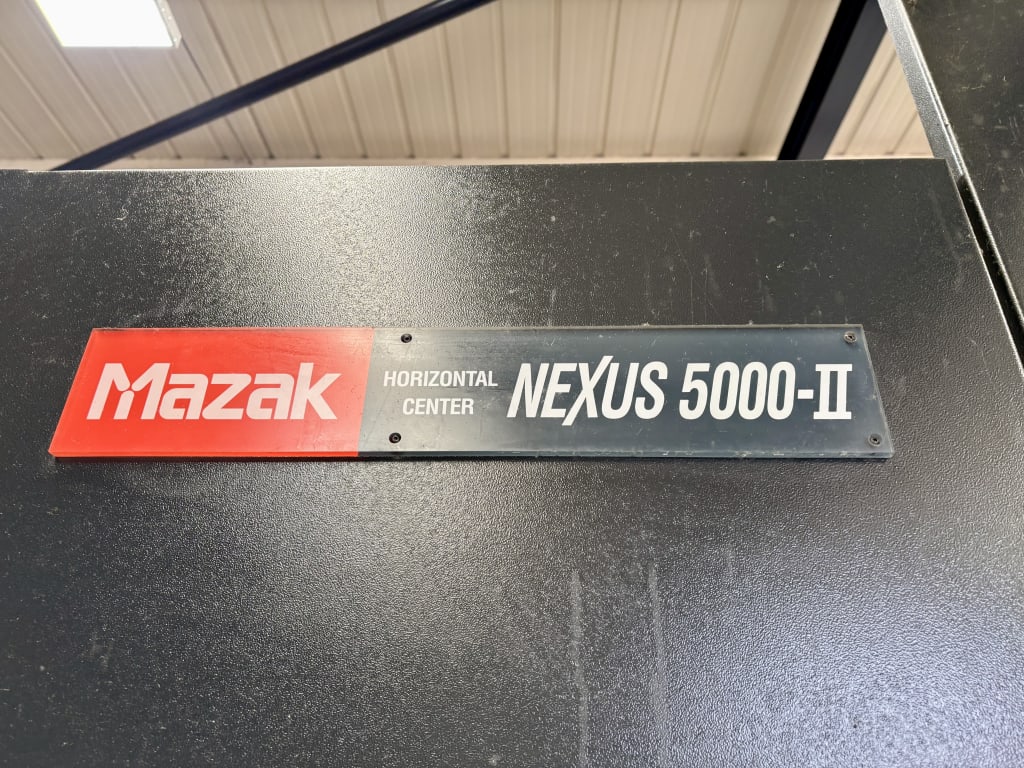 Mazak
HORIZONTAL
CENTER
NEXUS 5000-II